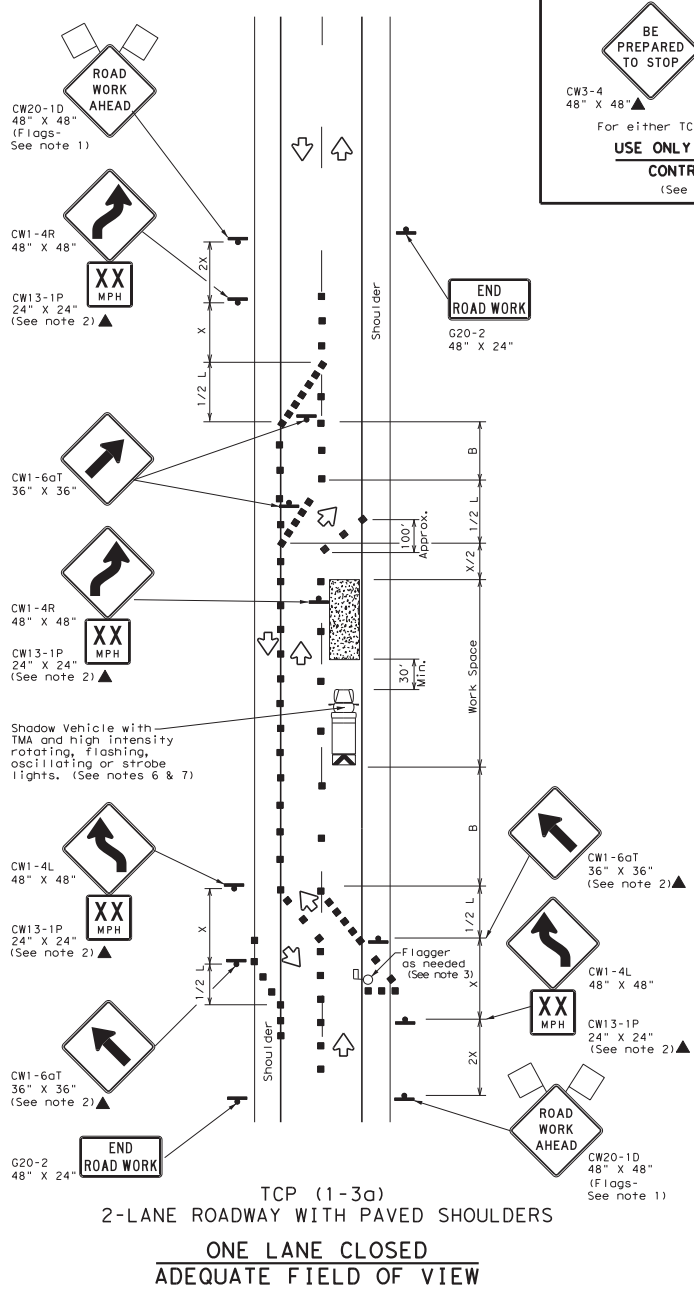 BE
PREPARED
TO STOP
CW3-4
48" X 48"▲
For either TC
USE ONLY
CONTR
(See
ROAD
WORK
AHEAD
CW20-1D
48" X 48"
(Flags-
See note 1)
CW1-4R
48" X 48"
XX
MPH
CW13-1P
24" X 24"
(See note 2)▲
2X
X
1/2 L
Shoulder
END
ROAD WORK
G20-2
48" X 24"
CW1-6aT
36" X 36"
B
1/2 L
100'
Approx.
X/2
CW1-4R
48" X 48"
XX
MPH
CW13-1P
24" X 24"
(See note 2)▲
30'
Min.
Work Space
Shadow Vehicle with
TMA and high intensity
rotating, flashing,
oscillating or strobe
lights. (See notes 6 & 7)
B
CW1-4L
48" X 48"
XX
MPH
CW13-1P
24" X 24"
(See note 2)▲
X
1/2 L
1/2 L
CW1-6aT
36" X 36"
(See note 2)▲
Flagger
as needed
(See note 3)
X
CW1-4L
48" X 48"
XX
MPH
CW13-1P
24" X 24"
(See note 2)▲
2X
Shoulder
CW1-6aT
36" X 36"
(See note 2)▲
END
ROAD WORK
G20-2
48" X 24"
ROAD
WORK
AHEAD
CW20-1D
48" X 48"
(Flags-
See note 1)
TCP (1-3a)
2-LANE ROADWAY WITH PAVED SHOULDERS
ONE LANE CLOSED
ADEQUATE FIELD OF VIEW